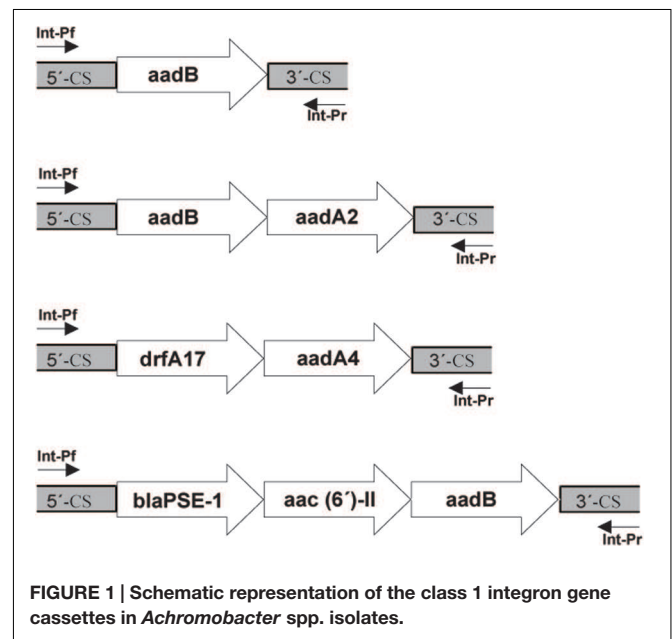 Int-Pf
5´-CS aadB 3´-CS
Int-Pr
Int-Pf
5´-CS aadB aadA2 3´-CS
Int-Pr
Int-Pf
5´-CS drfA17 aadA4 3´-CS
Int-Pr
Int-Pf
5´-CS blaPSE-1 aac (6´)-II aadB 3´-CS
Int-Pr
FIGURE 1 | Schematic representation of the class 1 integron gene
cassettes in Achromobacter spp. isolates.